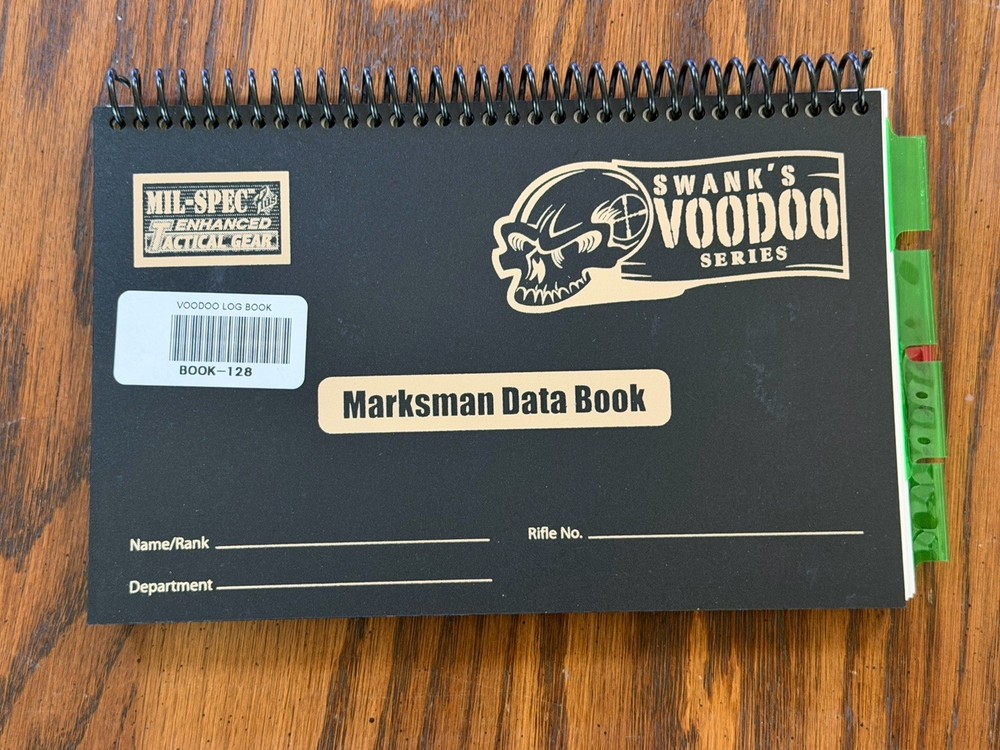 MIL-SPEC
ENHANCED
TACTICAL GEAR
SWANK'S
VOODOO
SERIES
VOODOO LOG BOOK
BOOK-128
Marksman Data Book
Name/Rank
Rifle No.
Department